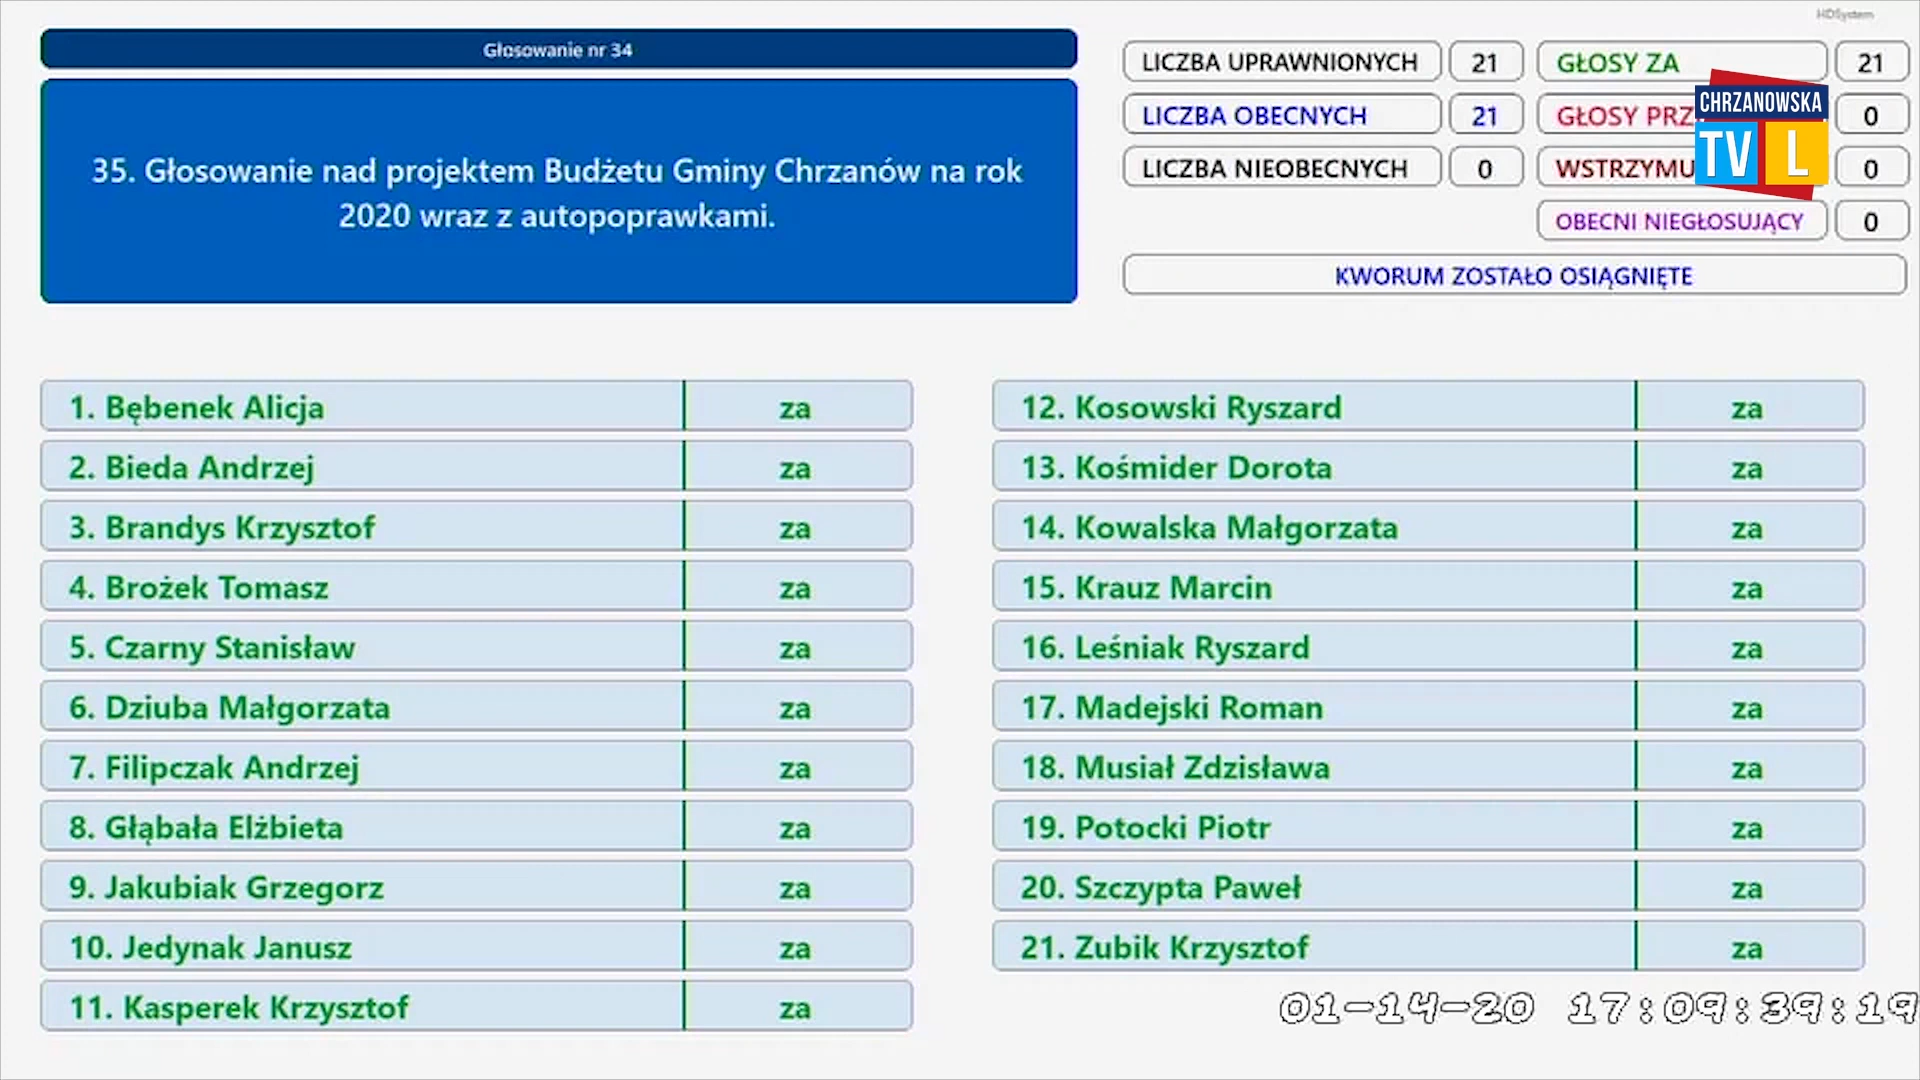 HDSystem
Głosowanie nr 34
35. Głosowanie nad projektem Budżetu Gminy Chrzanów na rok
2020 wraz z autopoprawkami.
LICZBA UPRAWNIONYCH 21 GŁOSY ZA 21
LICZBA OBECNYCH 21 GŁOSY PRZ 0
LICZBA NIEOBECNYCH 0 WSTRZYMU 0
OBECNI NIEGŁOSUJĄCY 0
CHRZANOWSKA
TV L
KWORUM ZOSTAŁO OSIĄGNIĘTE
1. Bębenek Alicja za
2. Bieda Andrzej za
3. Brandys Krzysztof za
4. Brożek Tomasz za
5. Czarny Stanisław za
6. Dziuba Małgorzata za
7. Filipczak Andrzej za
8. Głąbała Elżbieta za
9. Jakubiak Grzegorz za
10. Jedynak Janusz za
11. Kasperek Krzysztof za
12. Kosowski Ryszard za
13. Kośmider Dorota za
14. Kowalska Małgorzata za
15. Krauz Marcin za
16. Leśniak Ryszard za
17. Madejski Roman za
18. Musiał Zdzisława za
19. Potocki Piotr za
20. Szczypta Paweł za
21. Zubik Krzysztof za
01-14-20 17:09:39:19